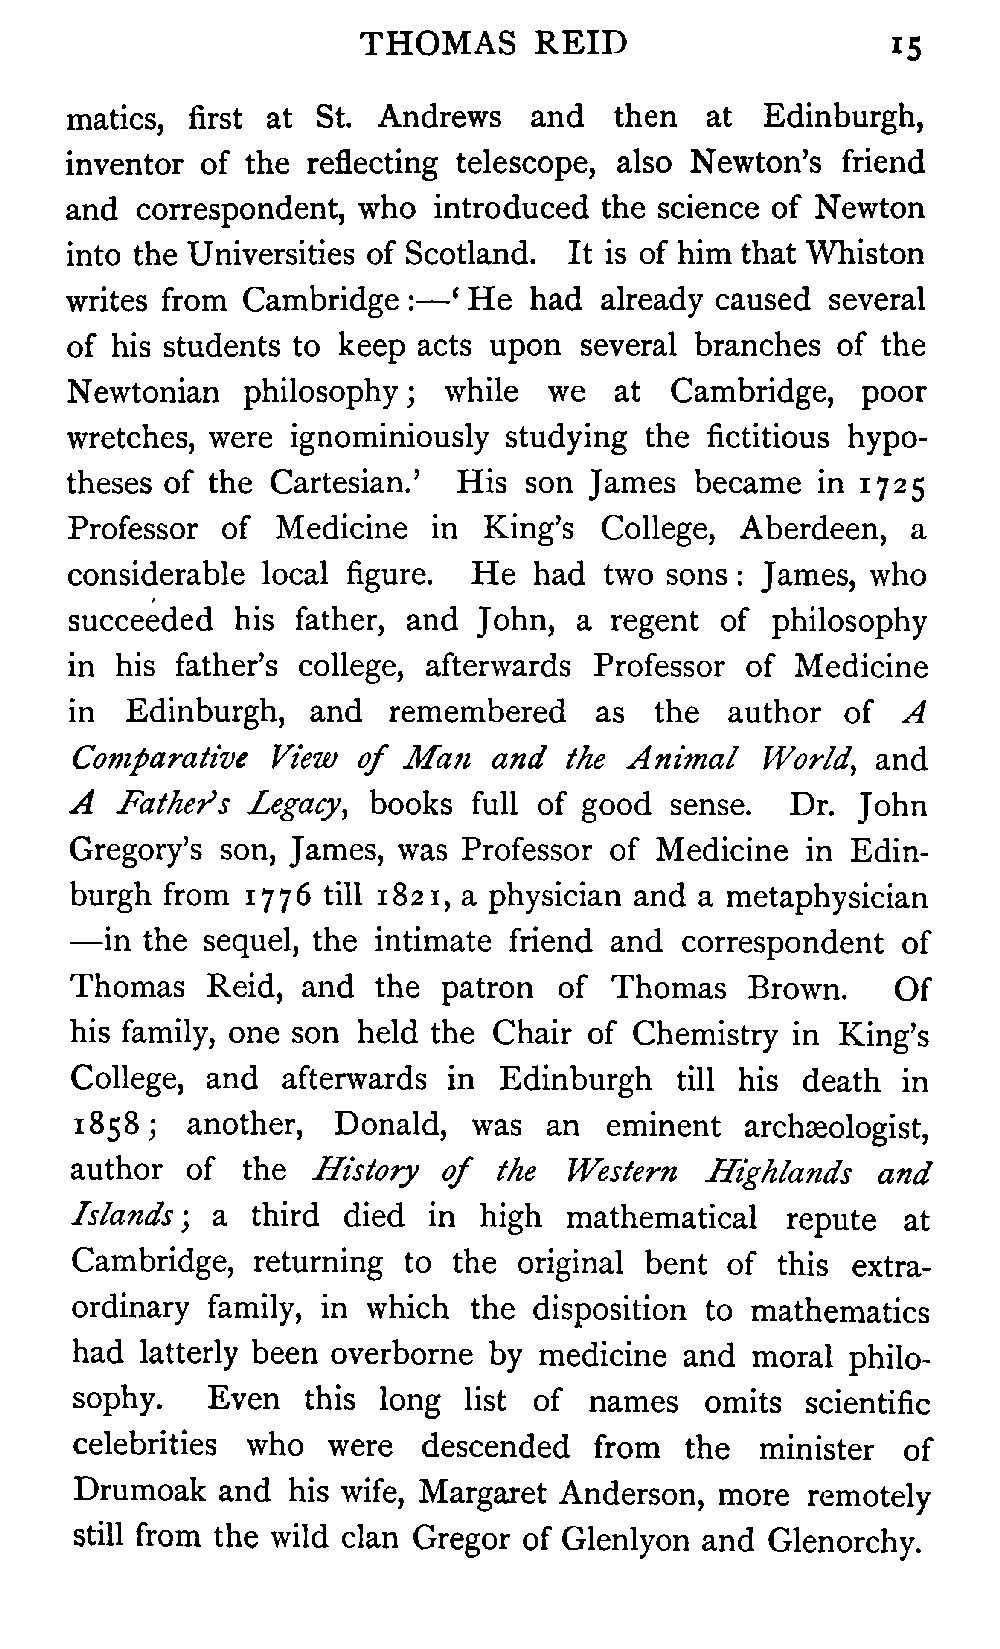 THOMAS REID 15
matics, first at St. Andrews and then at Edinburgh,
inventor of the reflecting telescope, also Newton's friend
and correspondent, who introduced the science of Newton
into the Universities of Scotland. It is of him that Whiston
writes from Cambridge:—‘He had already caused several
of his students to keep acts upon several branches of the
Newtonian philosophy; while we at Cambridge, poor
wretches, were ignominiously studying the fictitious hypo-
theses of the Cartesian.’ His son James became in 1725
Professor of Medicine in King's College, Aberdeen, a
considerable local figure. He had two sons: James, who
succeeded his father, and John, a regent of philosophy
in his father's college, afterwards Professor of Medicine
in Edinburgh, and remembered as the author of A
Comparative View of Man and the Animal World, and
A Father's Legacy, books full of good sense. Dr. John
Gregory's son, James, was Professor of Medicine in Edin-
burgh from 1776 till 1821, a physician and a metaphysician
—in the sequel, the intimate friend and correspondent of
Thomas Reid, and the patron of Thomas Brown. Of
his family, one son held the Chair of Chemistry in King's
College, and afterwards in Edinburgh till his death in
1858; another, Donald, was an eminent archæologist,
author of the History of the Western Highlands and
Islands; a third died in high mathematical repute at
Cambridge, returning to the original bent of this extra-
ordinary family, in which the disposition to mathematics
had latterly been overborne by medicine and moral philo-
sophy. Even this long list of names omits scientific
celebrities who were descended from the minister of
Drumoak and his wife, Margaret Anderson, more remotely
still from the wild clan Gregor of Glenlyon and Glenorchy.